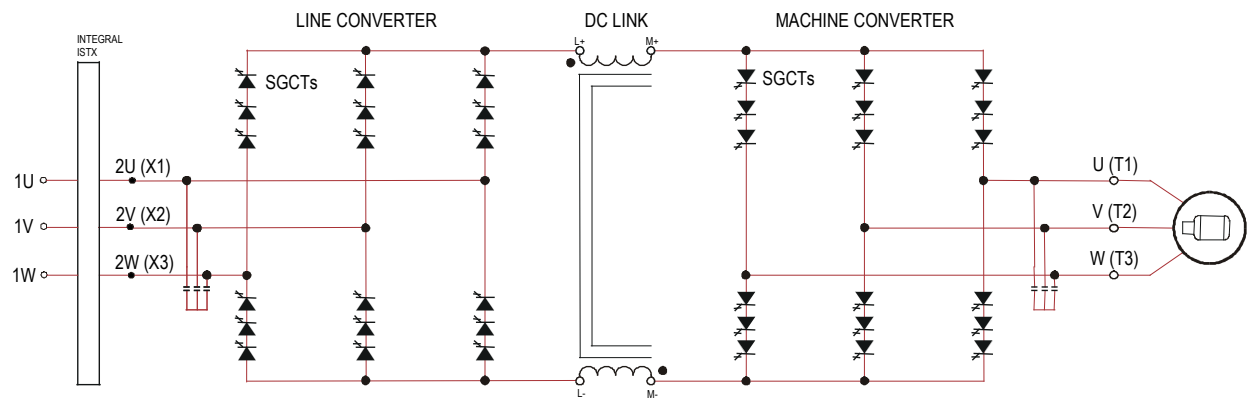 LINE CONVERTER
DC LINK
MACHINE CONVERTER
INTEGRAL
ISTX
L+
M+
SGCTs
SGCTs
2U (X1)
1U
U (T1)
2V (X2)
1V
V (T2)
2W (X3)
1W
W (T3)
L-
M-